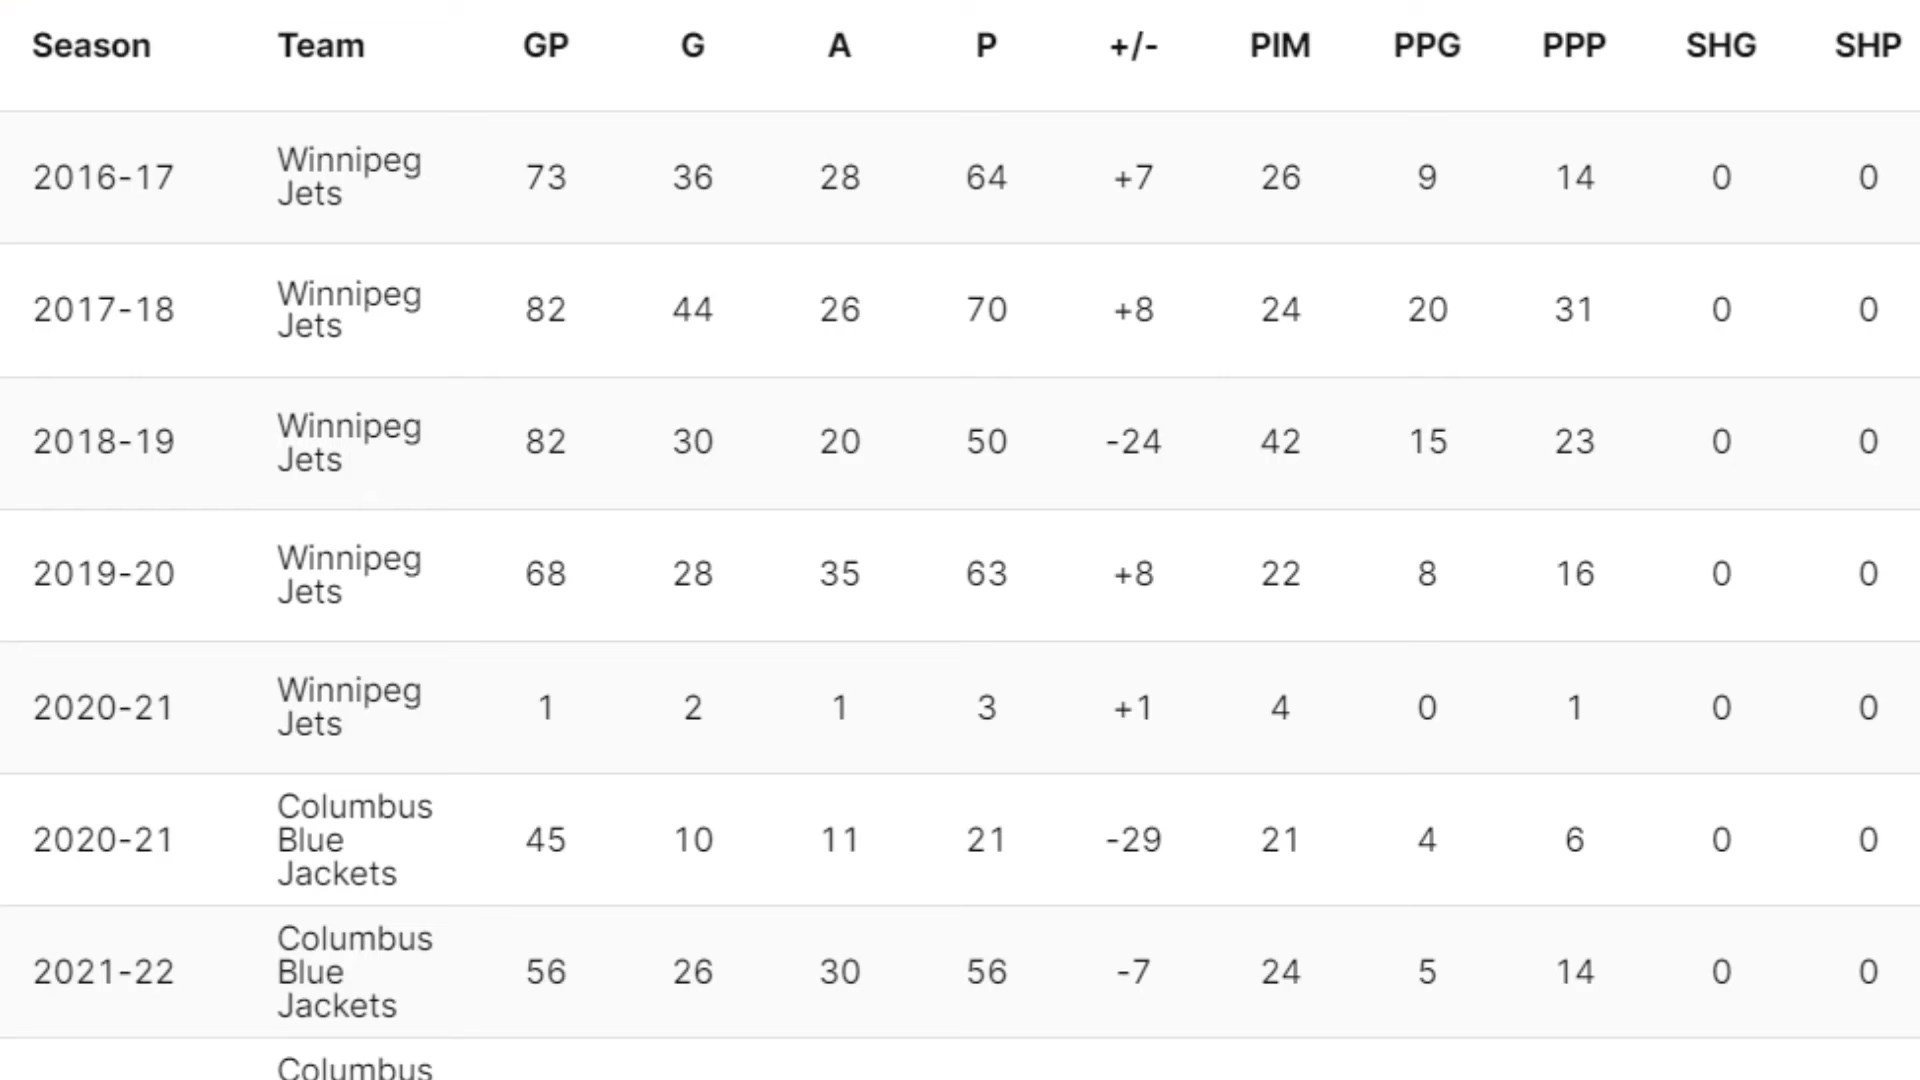 Season Team GP G A P +/- PIM PPG PPP SHG SHP
2016-17 Winnipeg Jets 73 36 28 64 +7 26 9 14 0 0
2017-18 Winnipeg Jets 82 44 26 70 +8 24 20 31 0 0
2018-19 Winnipeg Jets 82 30 20 50 -24 42 15 23 0 0
2019-20 Winnipeg Jets 68 28 35 63 +8 22 8 16 0 0
2020-21 Winnipeg Jets 1 2 1 3 +1 4 0 1 0 0
2020-21 Columbus Blue Jackets 45 10 11 21 -29 21 4 6 0 0
2021-22 Columbus Blue Jackets 56 26 30 56 -7 24 5 14 0 0
Columbus